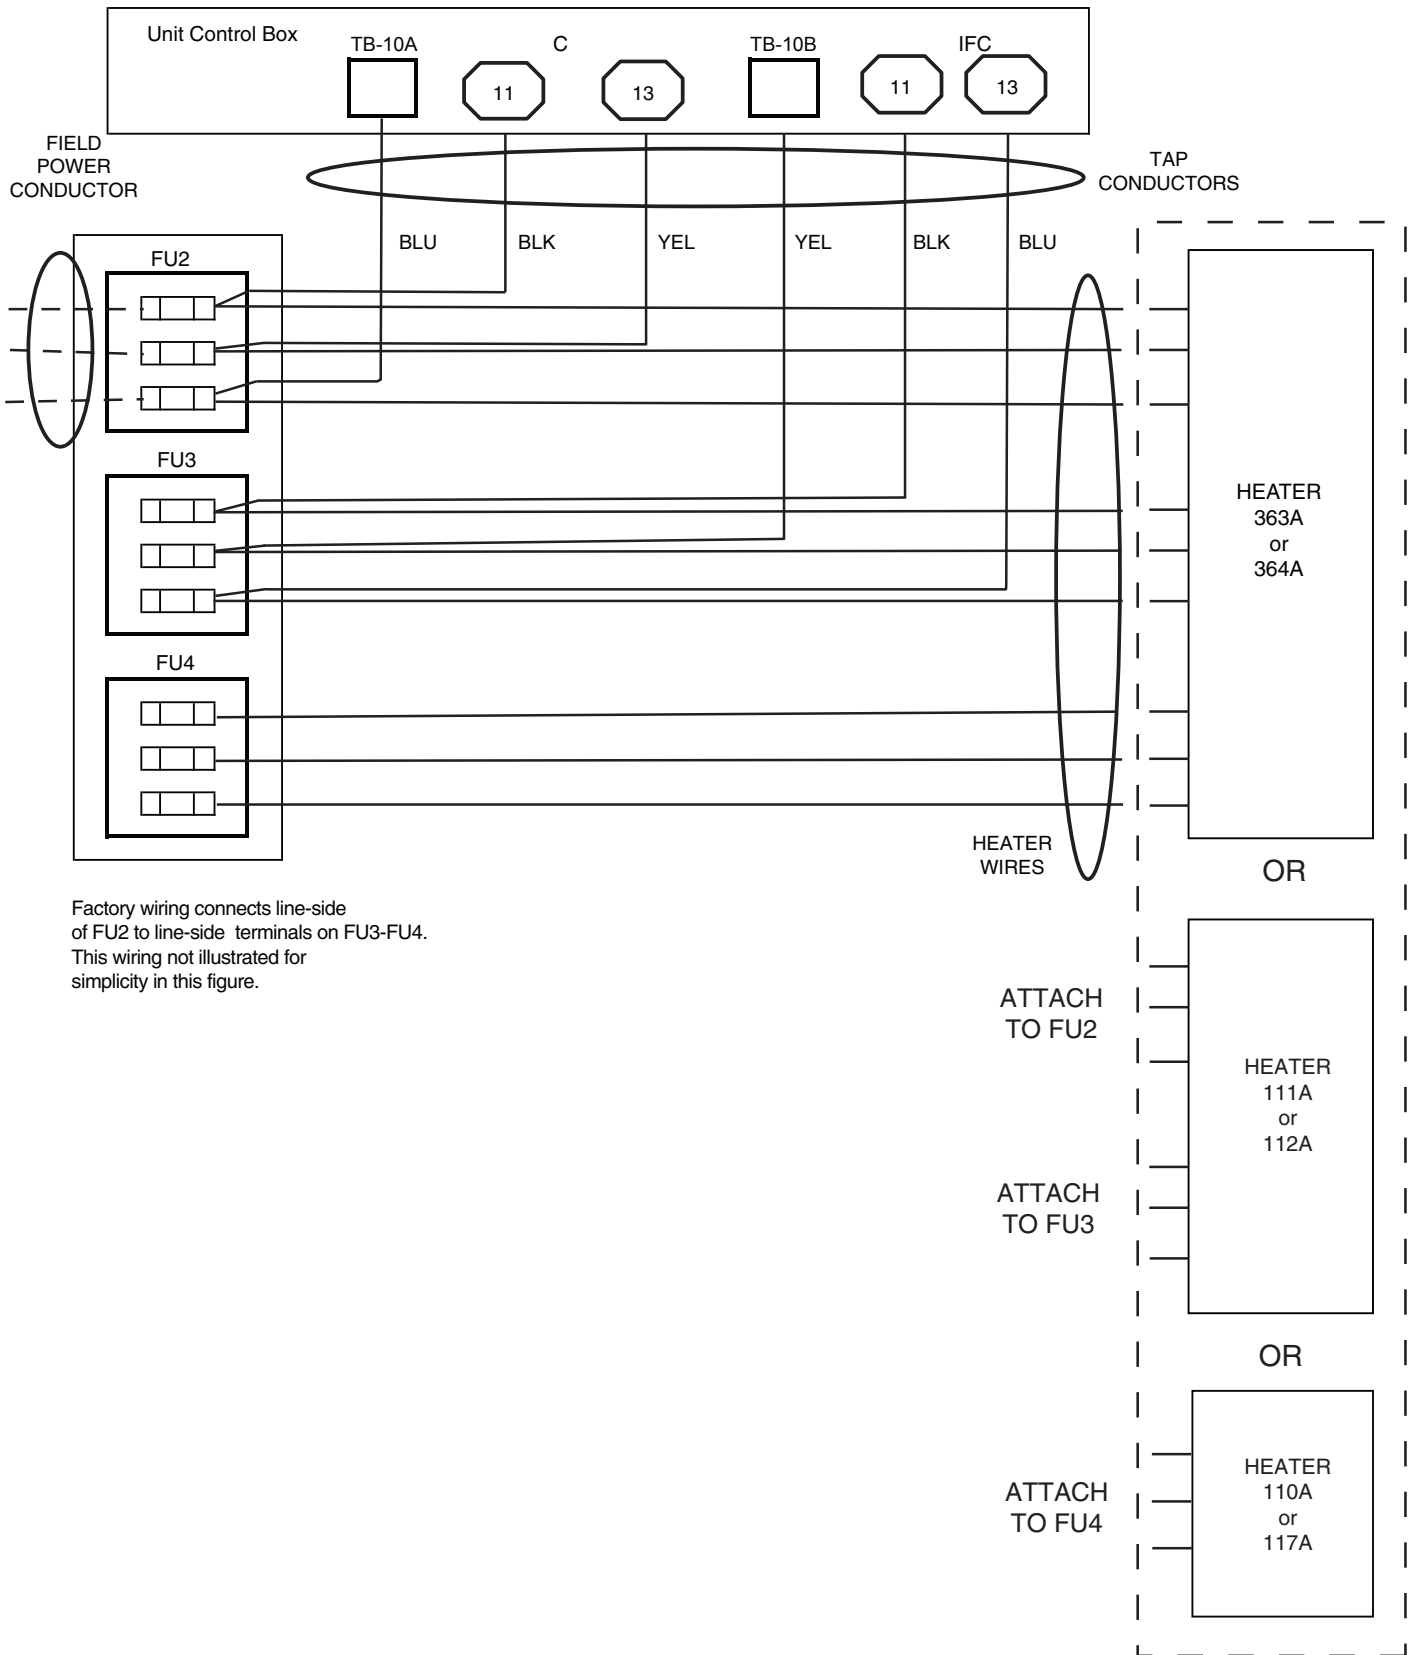 Unit Control Box
TB-10A
C
TB-10B
IFC
11
13
11
13
FIELD
POWER
CONDUCTOR
TAP
CONDUCTORS
BLU
BLK
YEL
YEL
BLK
BLU
FU2
FU3
FU4
HEATER
363A
or
364A
HEATER
WIRES
OR
Factory wiring connects line-side
of FU2 to line-side terminals on FU3-FU4.
This wiring not illustrated for
simplicity in this figure.
ATTACH
TO FU2
HEATER
111A
or
112A
ATTACH
TO FU3
OR
ATTACH
TO FU4
HEATER
110A
or
117A